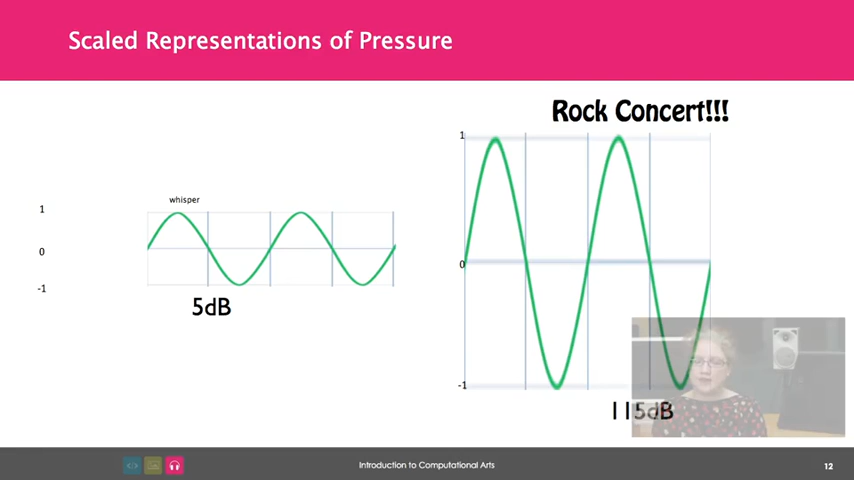 Scaled Representations of Pressure
Rock Concert!!!
whisper
1
0
-1
5dB
1
0
-1
115dB
Introduction to Computational Arts
12